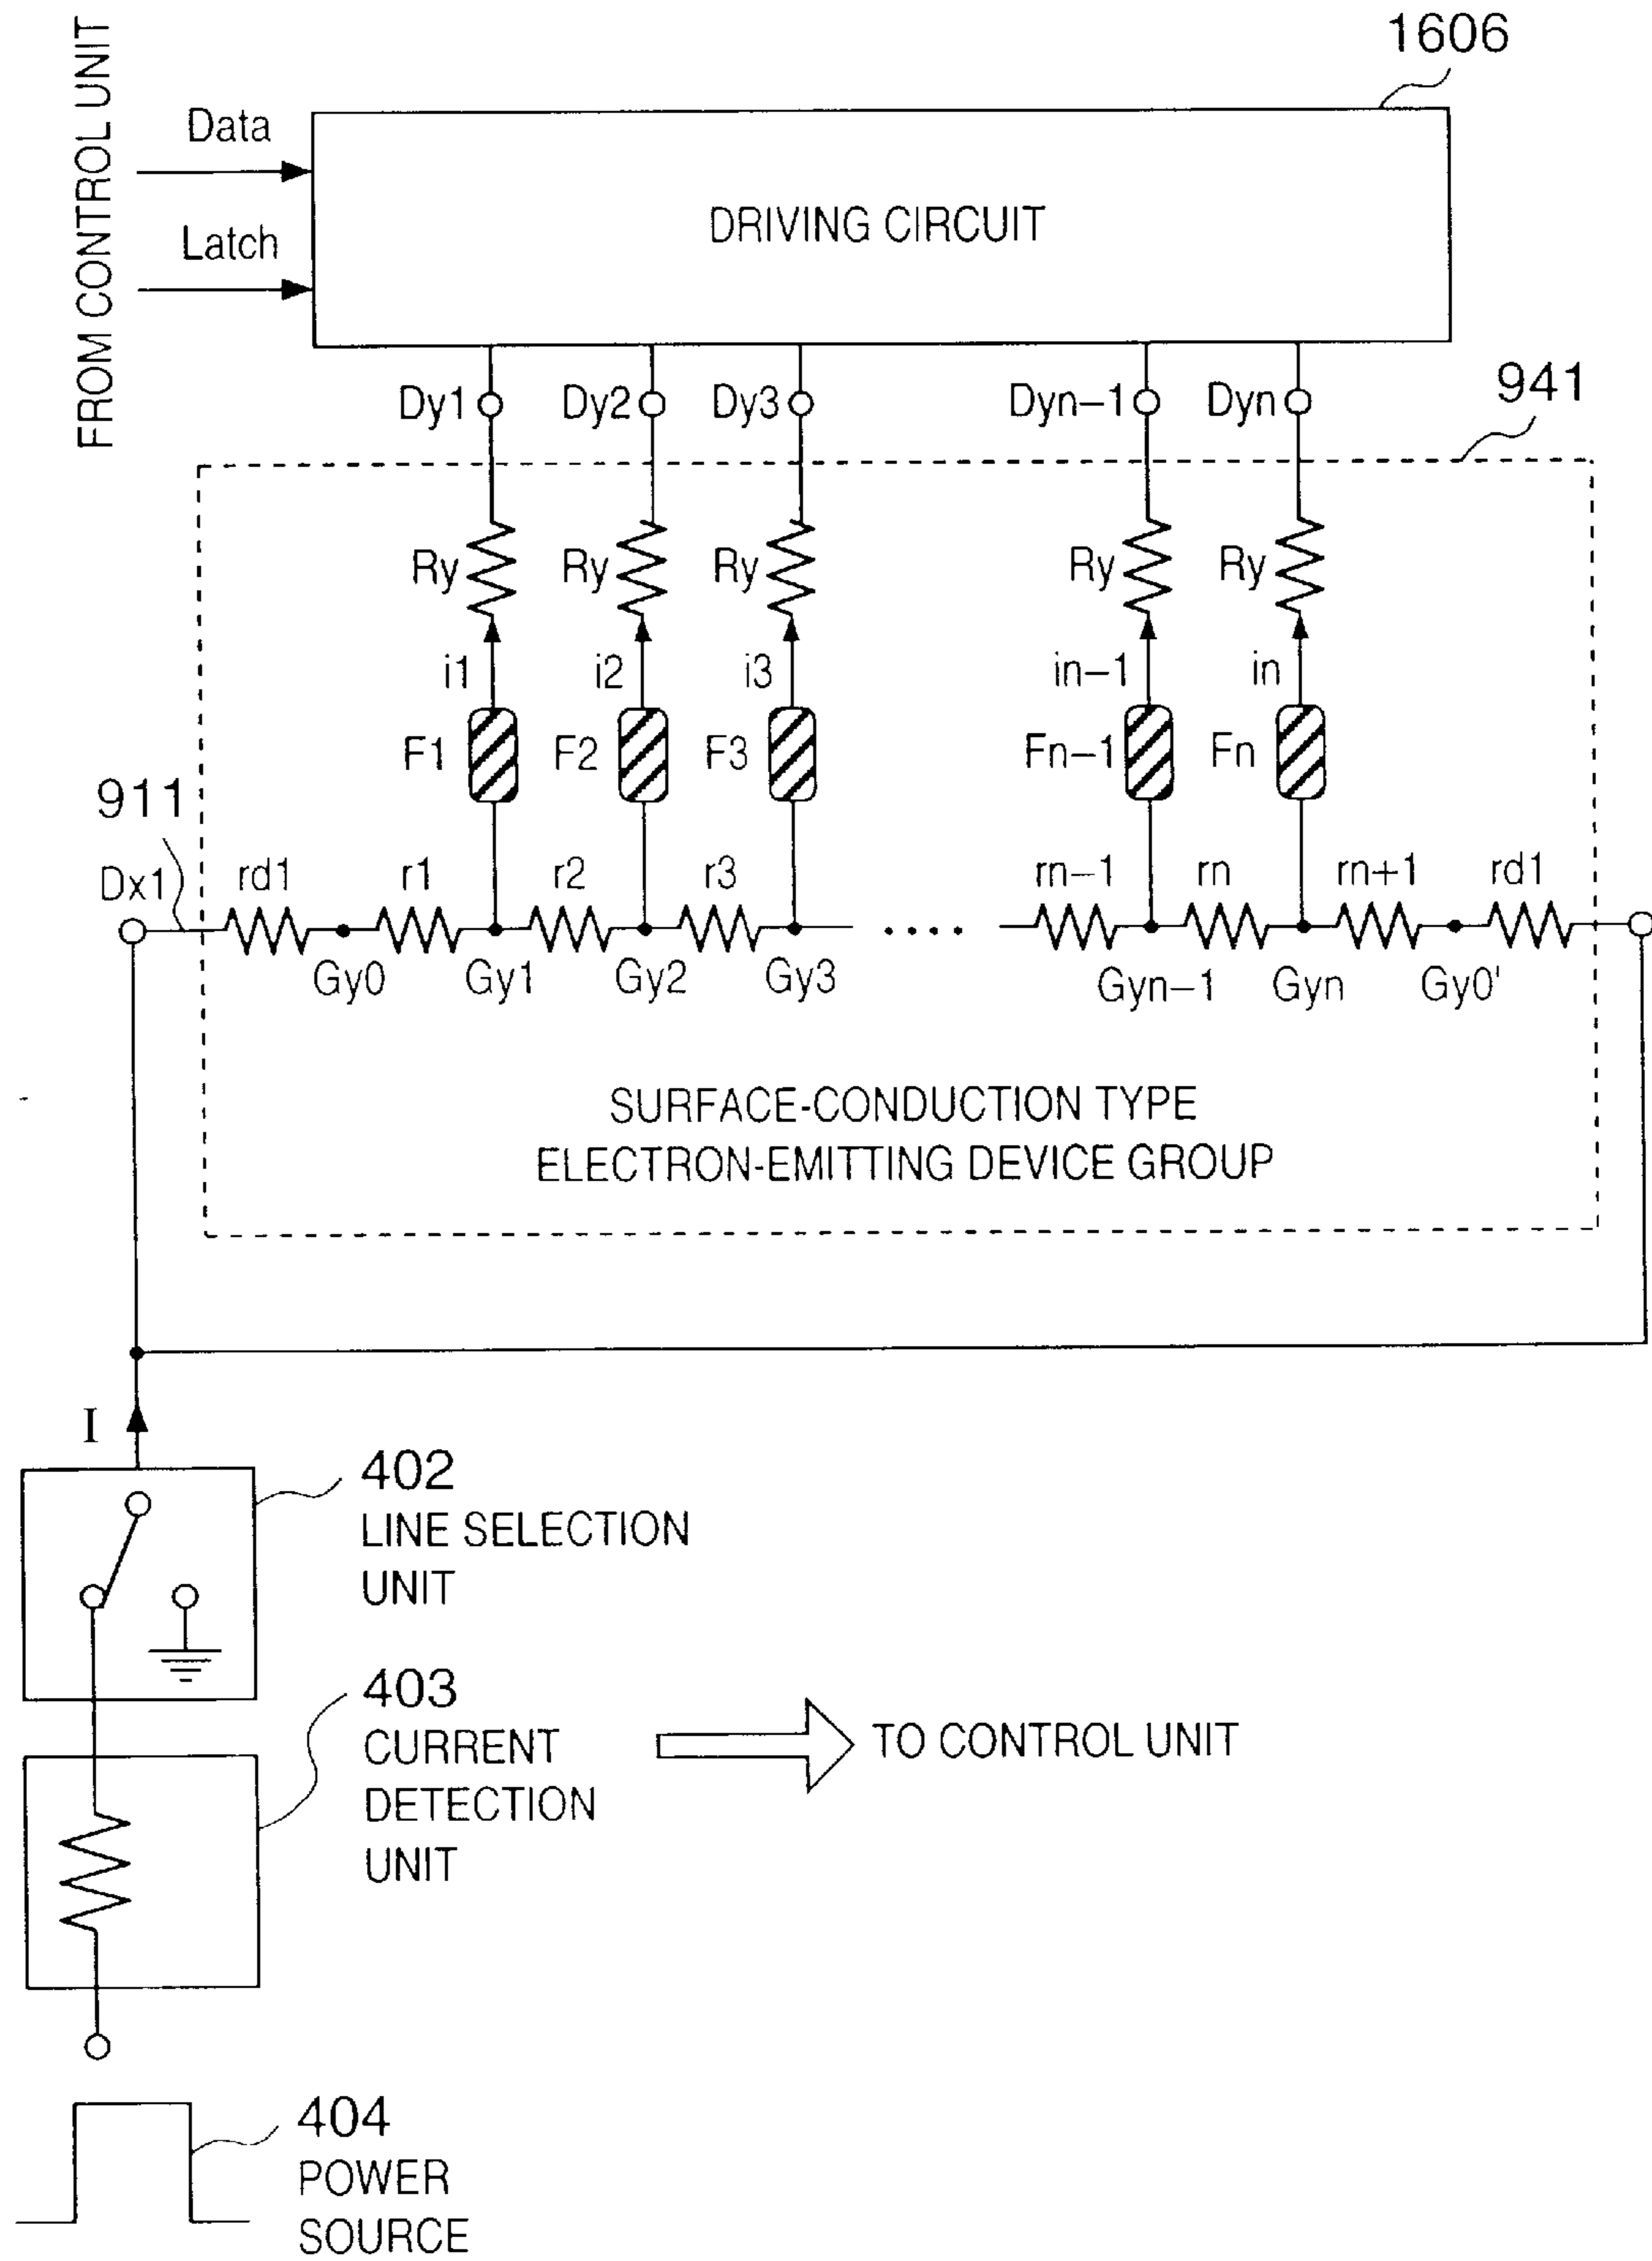 1606
FROM CONTROL UNIT
Data
Latch
DRIVING CIRCUIT
941
Dy1 Dy2 Dy3 Dyn-1 Dyn
Ry Ry Ry Ry Ry
i1 i2 i3 in-1 in
F1 F2 F3 Fn-1 Fn
911
Dx1 rd1 r1 r2 r3 rn-1 rn rn+1 rd1
....
Gy0 Gy1 Gy2 Gy3 Gyn-1 Gyn Gy0'
SURFACE-CONDUCTION TYPE
ELECTRON-EMITTING DEVICE GROUP
I
402
LINE SELECTION
UNIT
403
CURRENT
DETECTION
UNIT
TO CONTROL UNIT
404
POWER
SOURCE